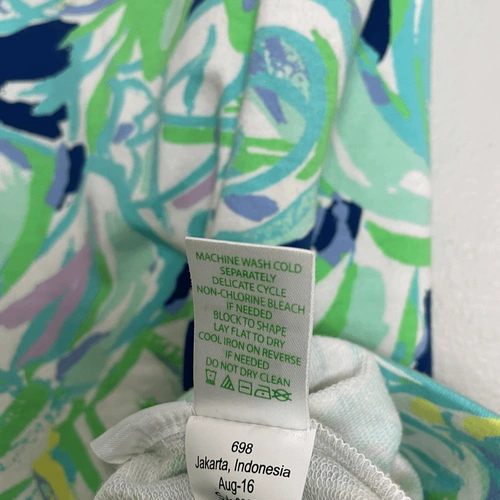 MACHINE WASH COLD
SEPARATELY
DELICATE CYCLE
NON-CHLORINE BLEACH
IF NEEDED
BLOCK TO SHAPE
LAY FLAT TO DRY
COOL IRON ON REVERSE
IF NEEDED
DO NOT DRY CLEAN
698
Jakarta, Indonesia
Aug-16